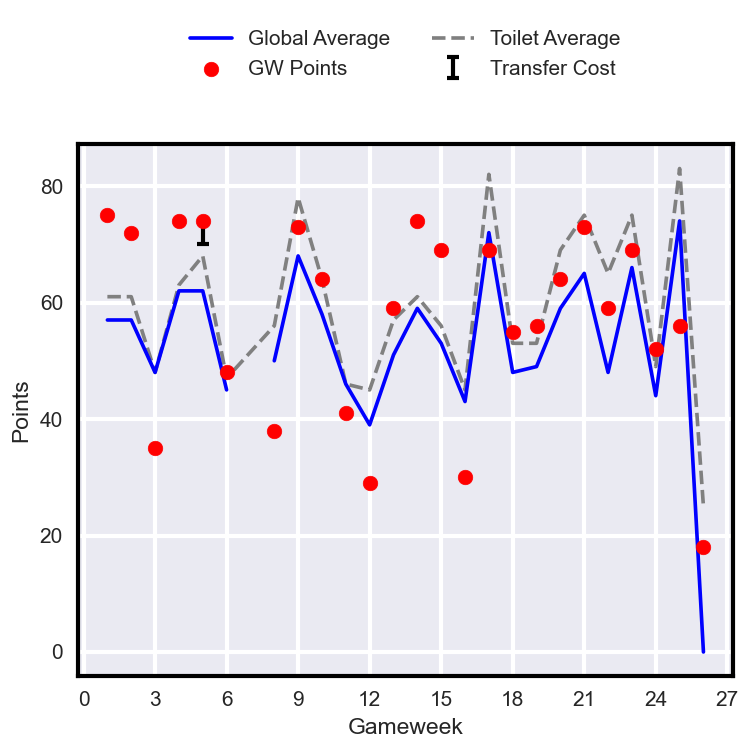 Global Average
Toilet Average
GW Points
Transfer Cost
80
60
40
20
0
Points
0 3 6 9 12 15 18 21 24 27
Gameweek